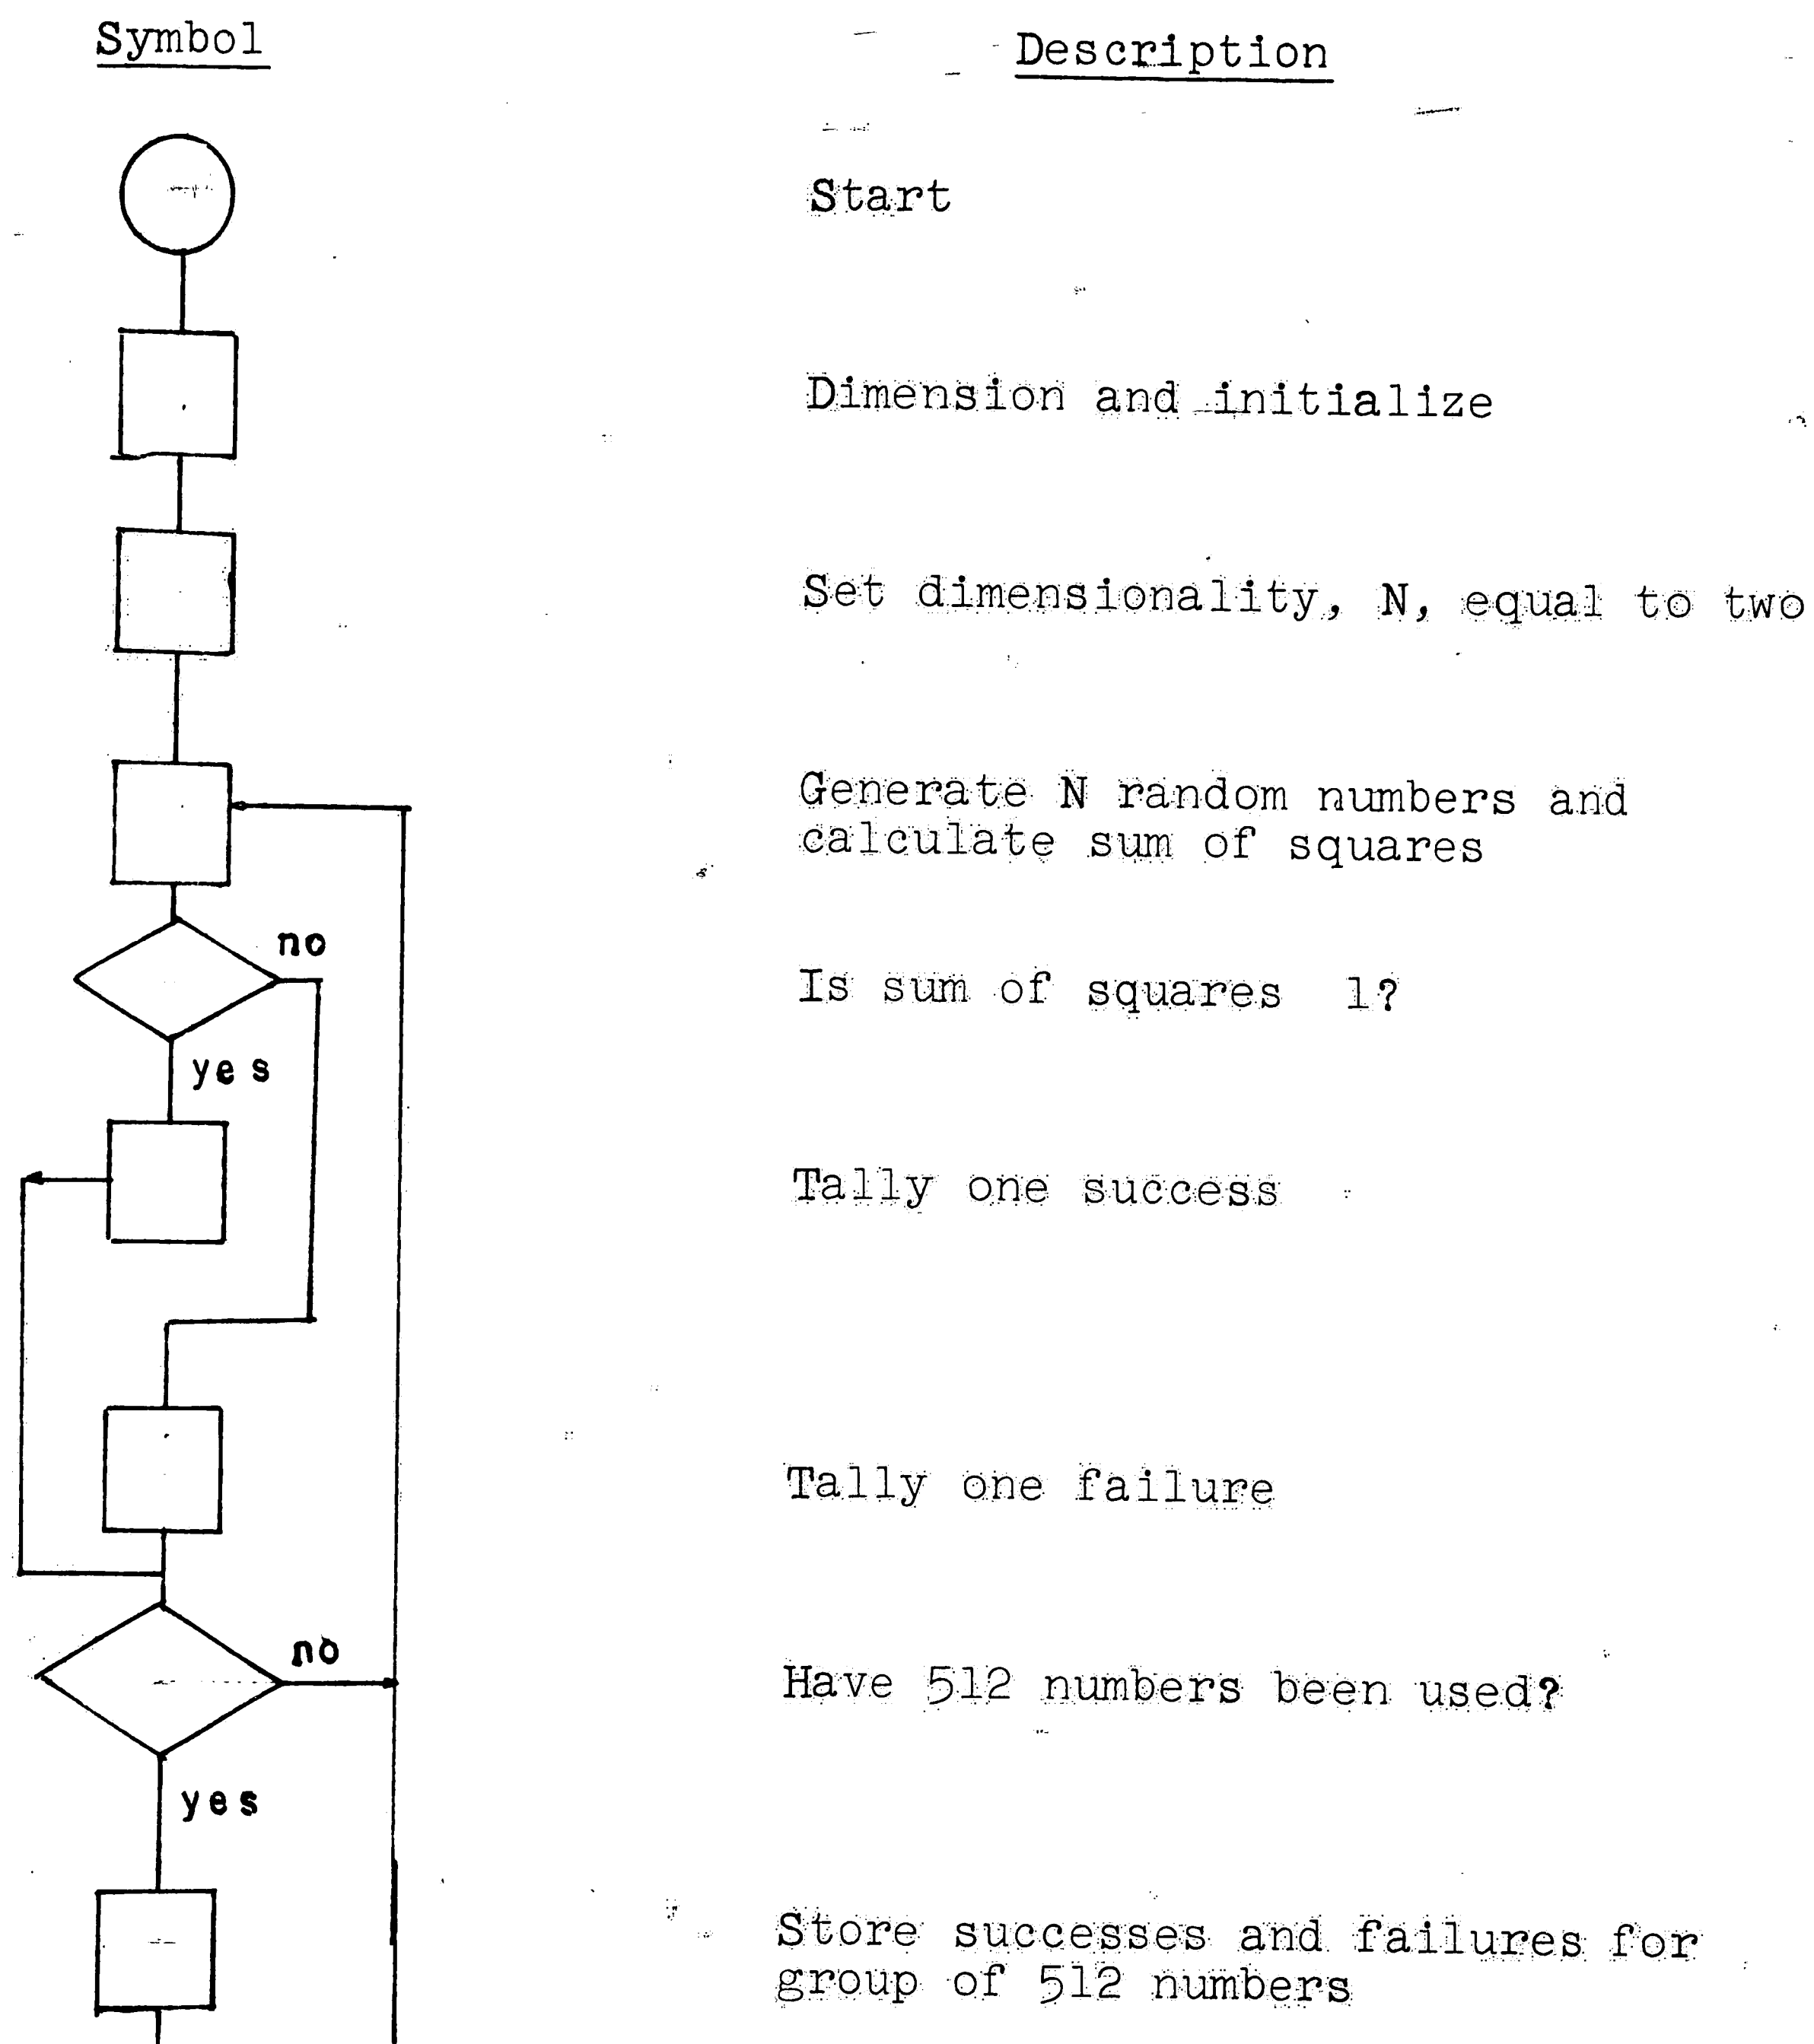 Symbol Description
Start
Dimension and initialize
Set dimensionality, N, equal to two
Generate N random numbers and
calculate sum of squares
no
Is sum of squares 1?
yes
Tally one success
Tally one failure
no
Have 512 numbers been used?
yes
Store successes and failures for
group of 512 numbers